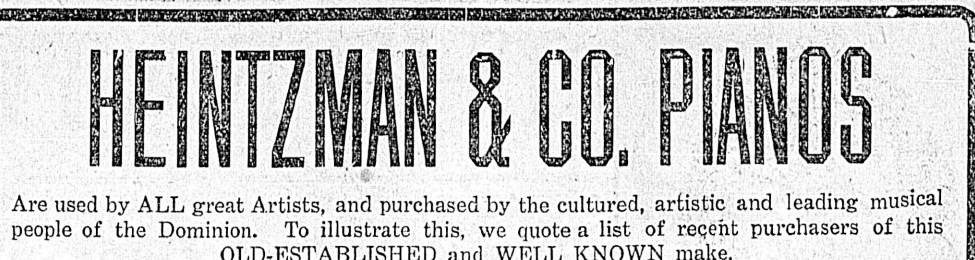 HEINTZMAN & CO. PIANOS
Are used by ALL great Artists, and purchased by the cultured, artistic and leading musical
people of the Dominion. To illustrate this, we quote a list of recent purchasers of this
OLD-ESTABLISHED and WELL KNOWN make.